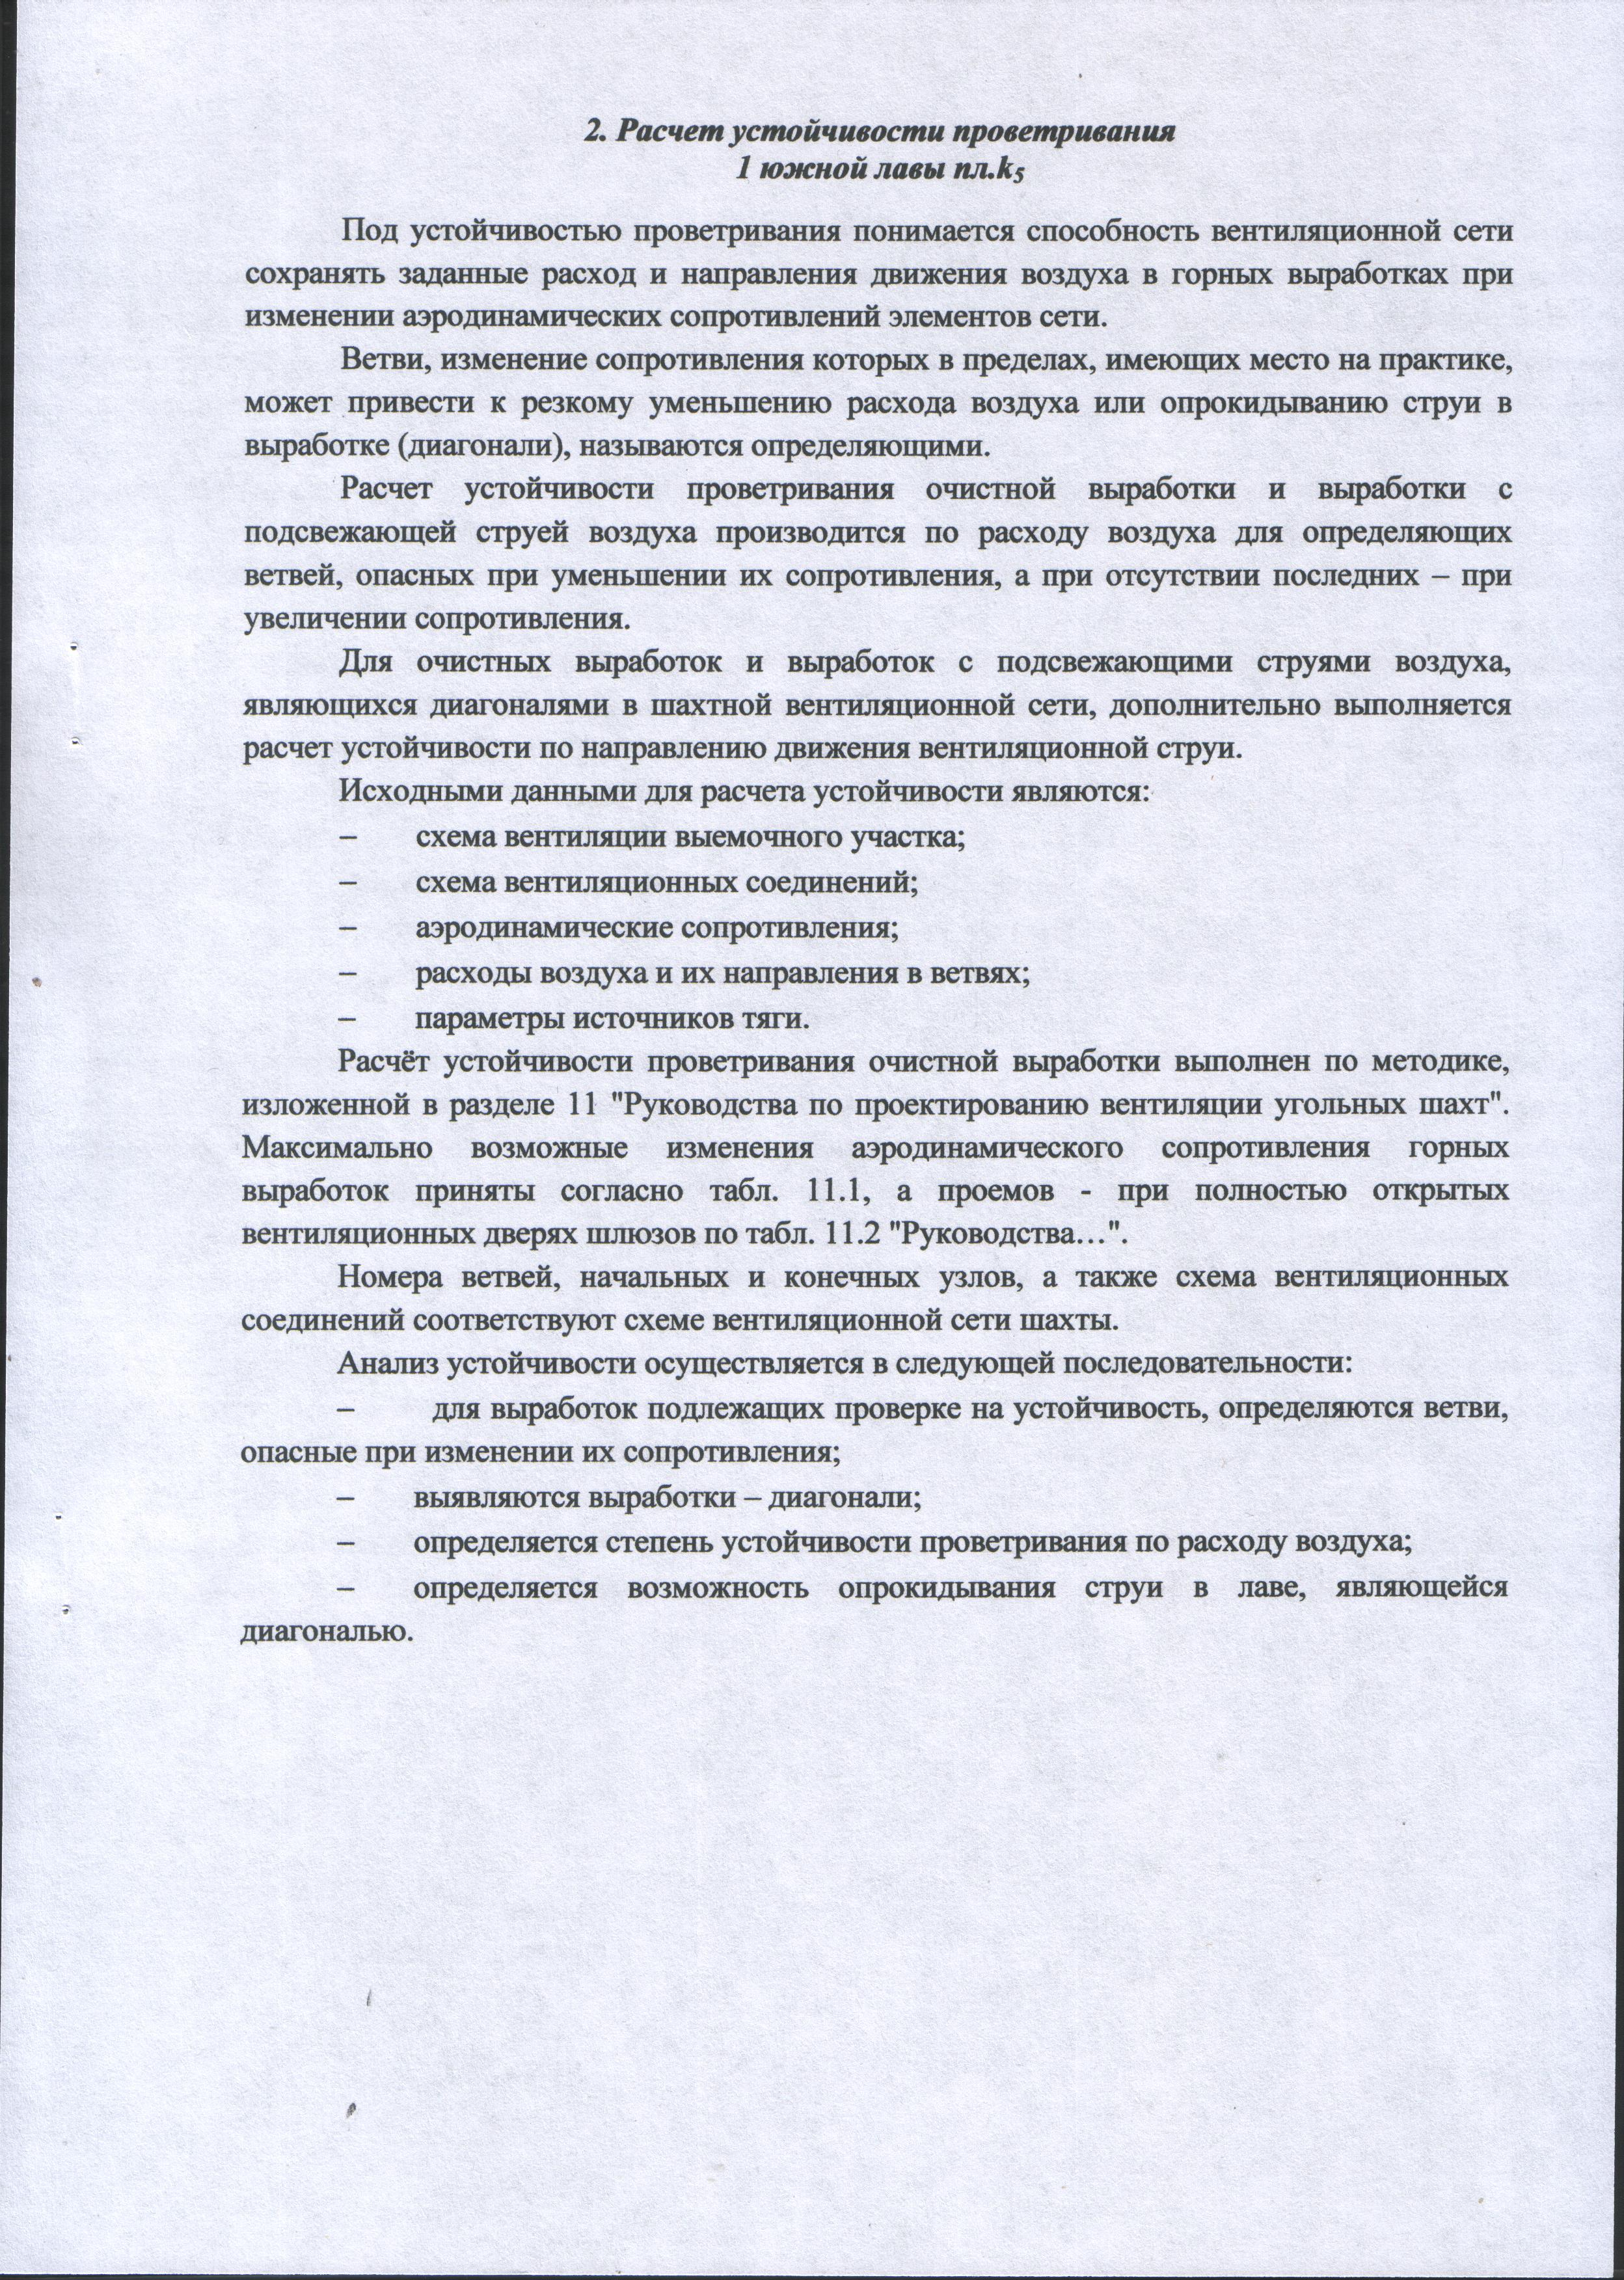 2. Расчет устойчивости проветривания
1 южной лавы пл.k₅
Под устойчивостью проветривания понимается способность вентиляционной сети
сохранять заданные расход и направления движения воздуха в горных выработках при
изменении аэродинамических сопротивлений элементов сети.
Ветви, изменение сопротивления которых в пределах, имеющих место на практике,
может привести к резкому уменьшению расхода воздуха или опрокидыванию струи в
выработке (диагонали), называются определяющими.
Расчет устойчивости проветривания очистной выработки и выработки с
подсвежающей струей воздуха производится по расходу воздуха для определяющих
ветвей, опасных при уменьшении их сопротивления, а при отсутствии последних – при
увеличении сопротивления.
Для очистных выработок и выработок с подсвежающими струями воздуха,
являющихся диагоналями в шахтной вентиляционной сети, дополнительно выполняется
расчет устойчивости по направлению движения вентиляционной струи.
Исходными данными для расчета устойчивости являются:
– схема вентиляции выемочного участка;
– схема вентиляционных соединений;
– аэродинамические сопротивления;
– расходы воздуха и их направления в ветвях;
– параметры источников тяги.
Расчёт устойчивости проветривания очистной выработки выполнен по методике,
изложенной в разделе 11 "Руководства по проектированию вентиляции угольных шахт".
Максимально возможные изменения аэродинамического сопротивления горных
выработок приняты согласно табл. 11.1, а проемов - при полностью открытых
вентиляционных дверях шлюзов по табл. 11.2 "Руководства…".
Номера ветвей, начальных и конечных узлов, а также схема вентиляционных
соединений соответствуют схеме вентиляционной сети шахты.
Анализ устойчивости осуществляется в следующей последовательности:
– для выработок подлежащих проверке на устойчивость, определяются ветви,
опасные при изменении их сопротивления;
– выявляются выработки – диагонали;
– определяется степень устойчивости проветривания по расходу воздуха;
– определяется возможность опрокидывания струи в лаве, являющейся
диагональю.